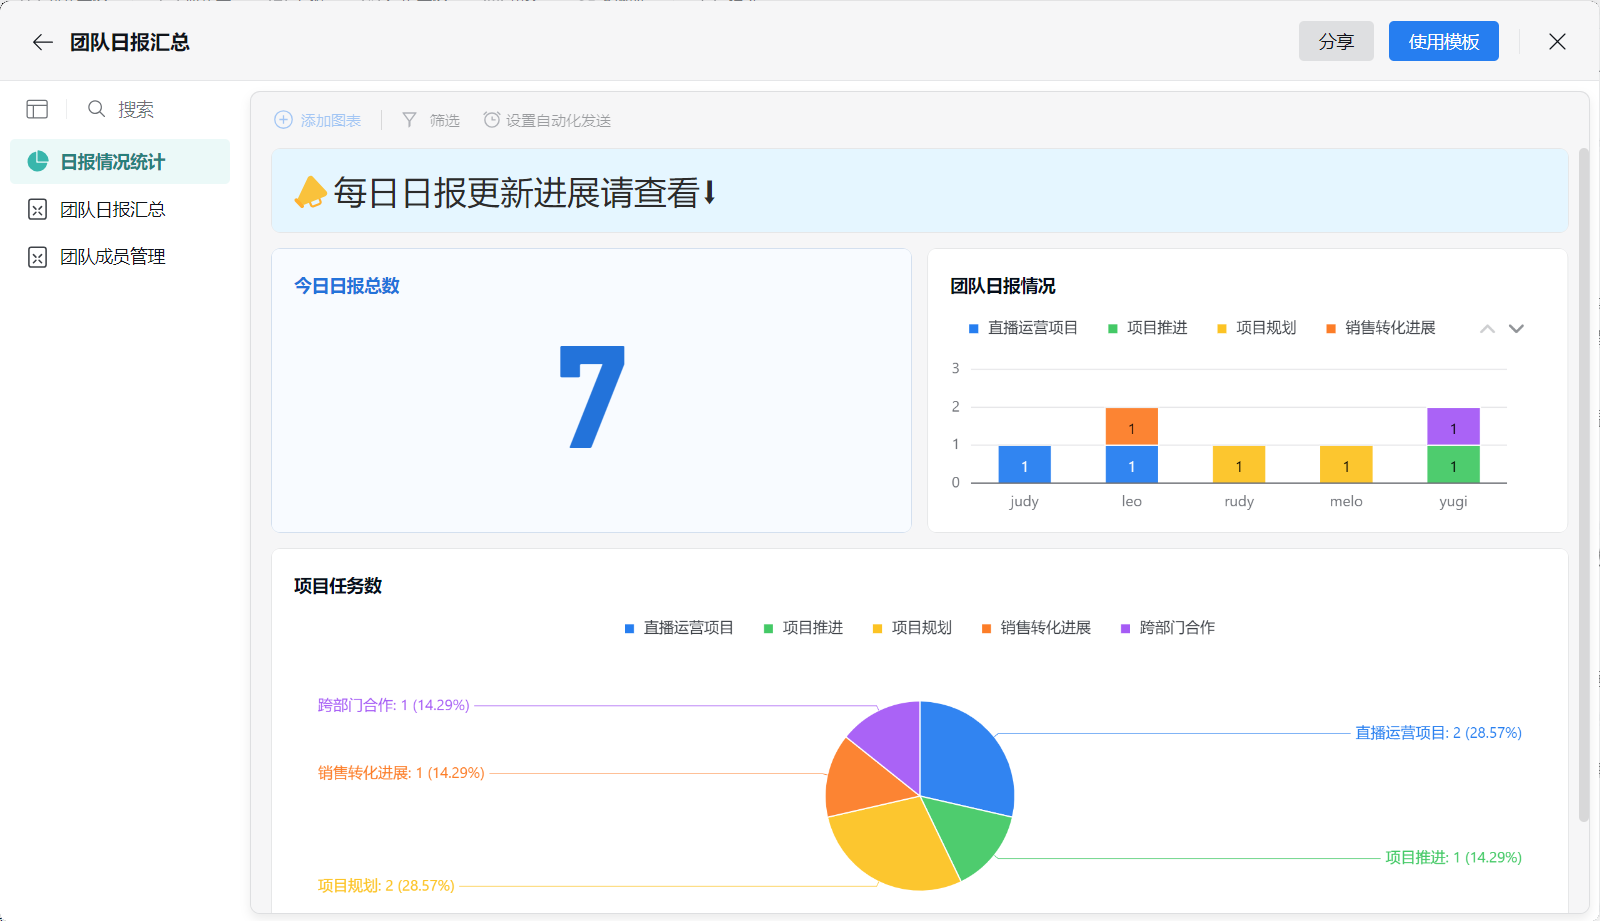 团队日报汇总
分享
使用模板
搜索
日报情况统计
团队日报汇总
团队成员管理
添加图表
筛选
设置自动化发送
每日日报更新进展请查看⬇
今日日报总数
7
团队日报情况
直播运营项目 项目推进 项目规划 销售转化进展
3
2
1
0
1 1
1 1 1 1 1
judy leo rudy melo yugi
项目任务数
直播运营项目 项目推进 项目规划 销售转化进展 跨部门合作
跨部门合作: 1 (14.29%)
直播运营项目: 2 (28.57%)
销售转化进展: 1 (14.29%)
项目推进: 1 (14.29%)
项目规划: 2 (28.57%)